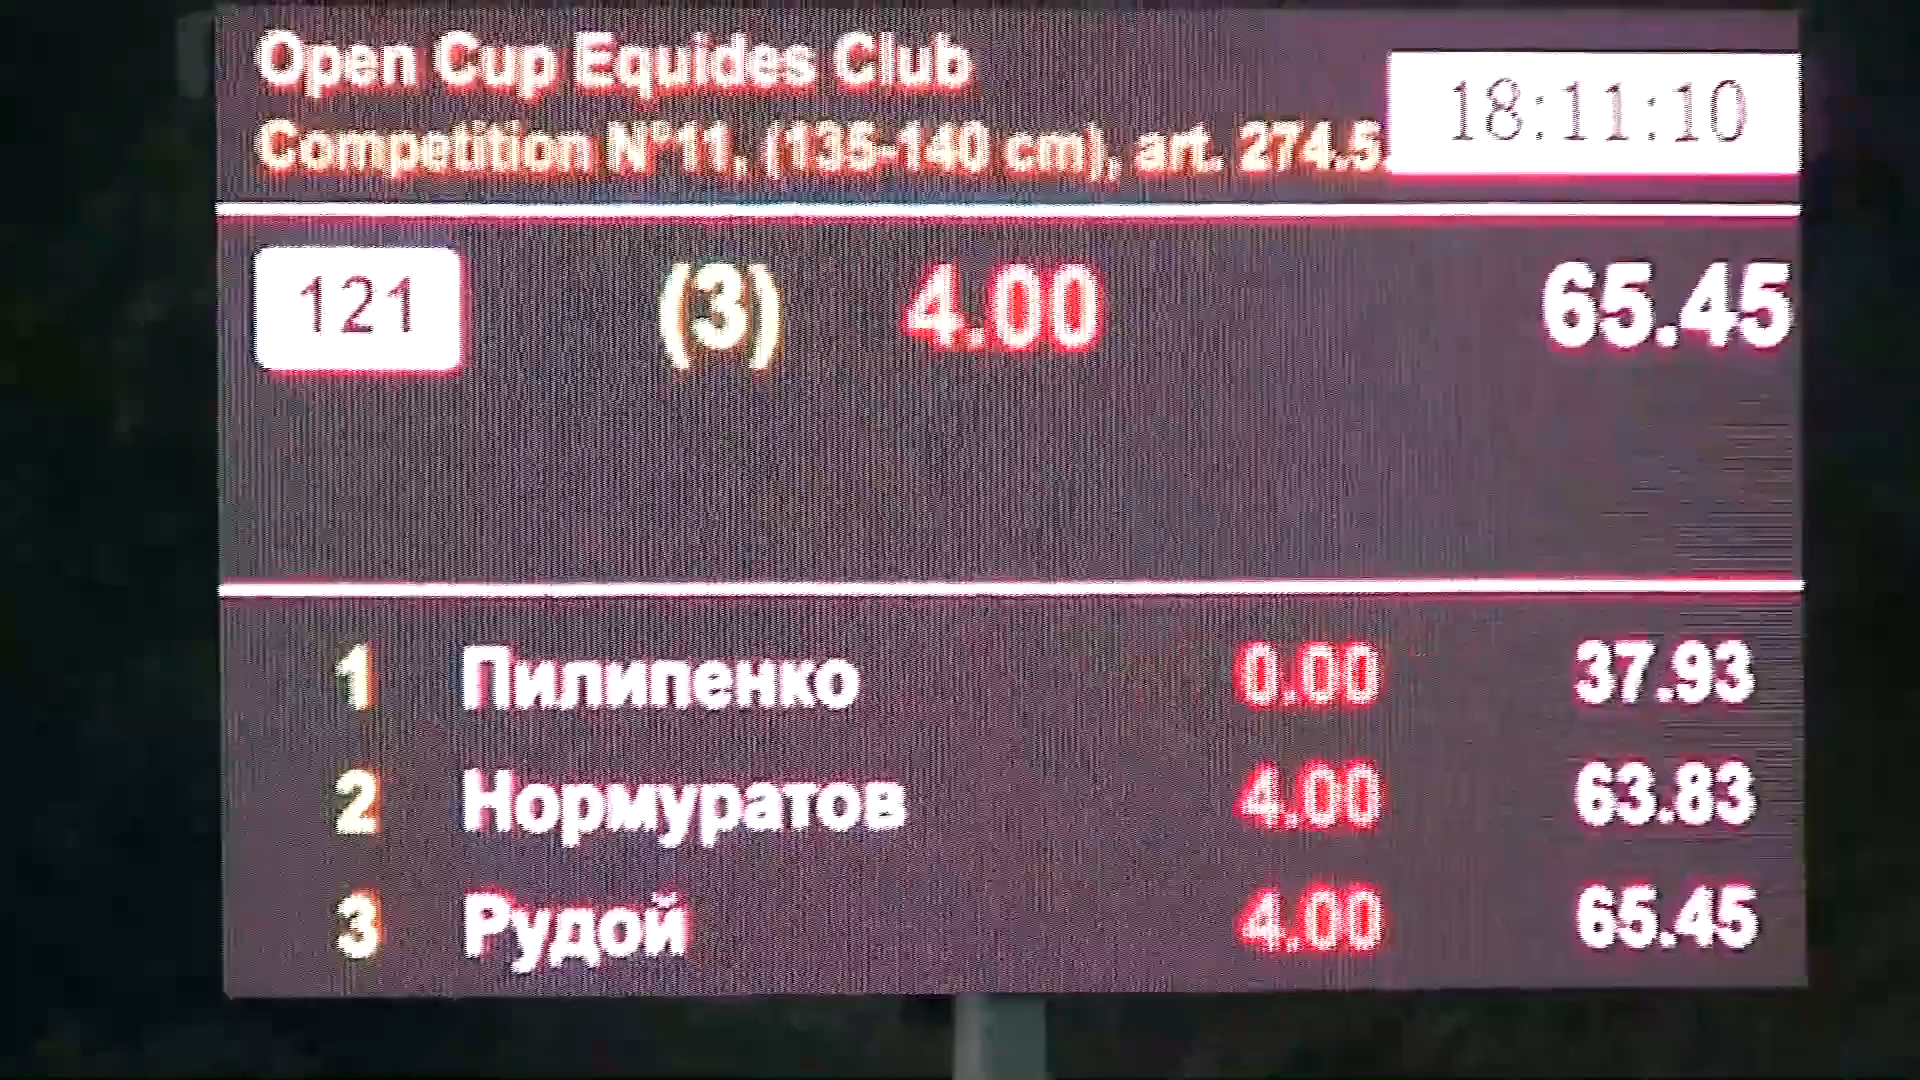 Open Cup Equides Club
18:11:10
Competition N°11, (135-140 cm), art. 274.5.
121 (3) 4.00 65.45
1 Пилипенко 0.00 37.93
2 Нормуратов 4.00 63.83
3 Рудой 4.00 65.45